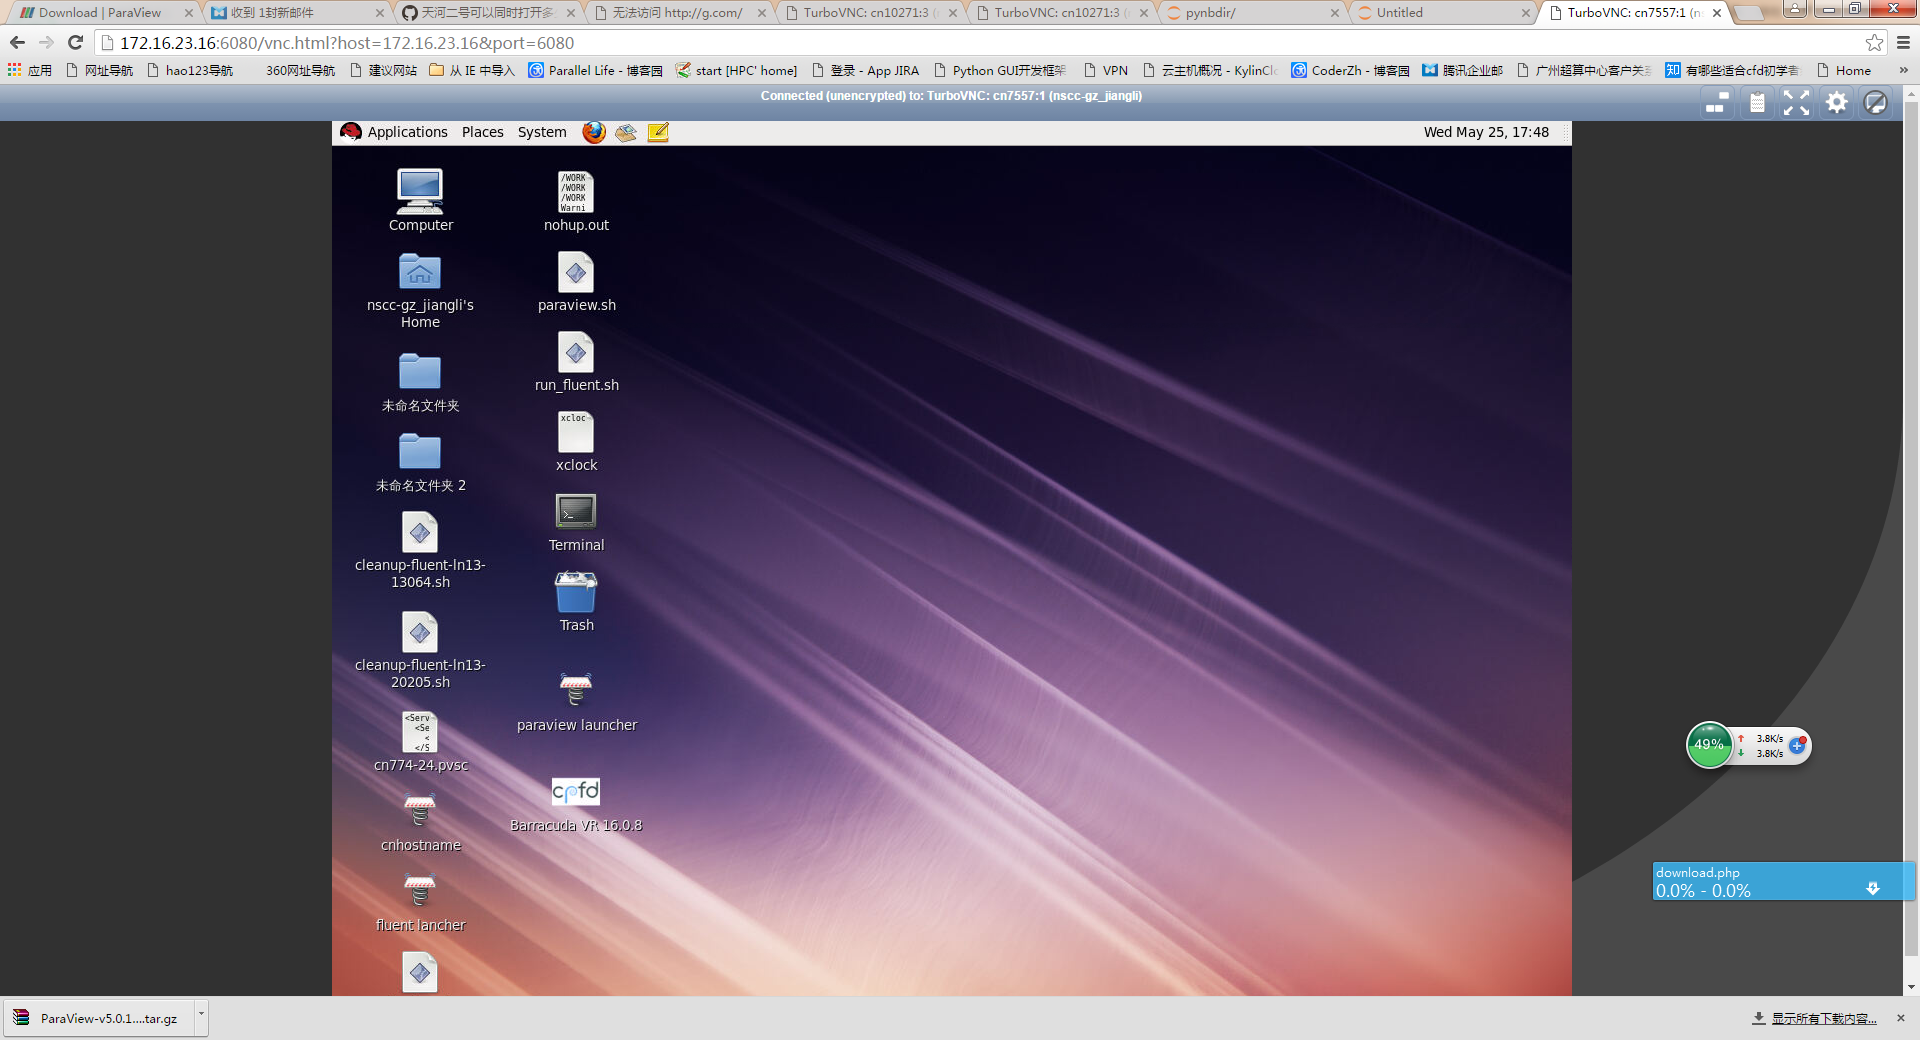 Download | ParaView
收到 1封新邮件
天河二号可以同时打开多
无法访问 http://g.com/
TurboVNC: cn10271:3 (
TurboVNC: cn10271:3 (
pynbdir/
Untitled
TurboVNC: cn7557:1 (n
172.16.23.16:6080/vnc.html?host=172.16.23.16&port=6080
应用
网址导航
hao123导航
360网址导航
建议网站
从 IE 中导入
Parallel Life - 博客园
start [HPC' home]
登录 - App JIRA
Python GUI开发框架
VPN
云主机概况 - KylinClo
CoderZh - 博客园
腾讯企业邮
广州超算中心客户关系
知 有哪些适合cfd初学者
Home
»
Connected (unencrypted) to: TurboVNC: cn7557:1 (nscc-gz_jiangli)
Applications
Places
System
Wed May 25, 17:48
Computer
nscc-gz_jiangli's
Home
未命名文件夹
未命名文件夹 2
cleanup-fluent-ln13-
13064.sh
cleanup-fluent-ln13-
20205.sh
<Serv
<Se
<
</S
cn774-24.pvsc
cnhostname
fluent lancher
/WORK
/WORK
/WORK
Warni
nohup.out
paraview.sh
run_fluent.sh
xcloc
xclock
Terminal
Trash
paraview launcher
cpfd
Barracuda VR 16.0.8
49%
3.8K/s
3.8K/s
download.php
0.0% - 0.0%
ParaView-v5.0.1....tar.gz
显示所有下载内容...